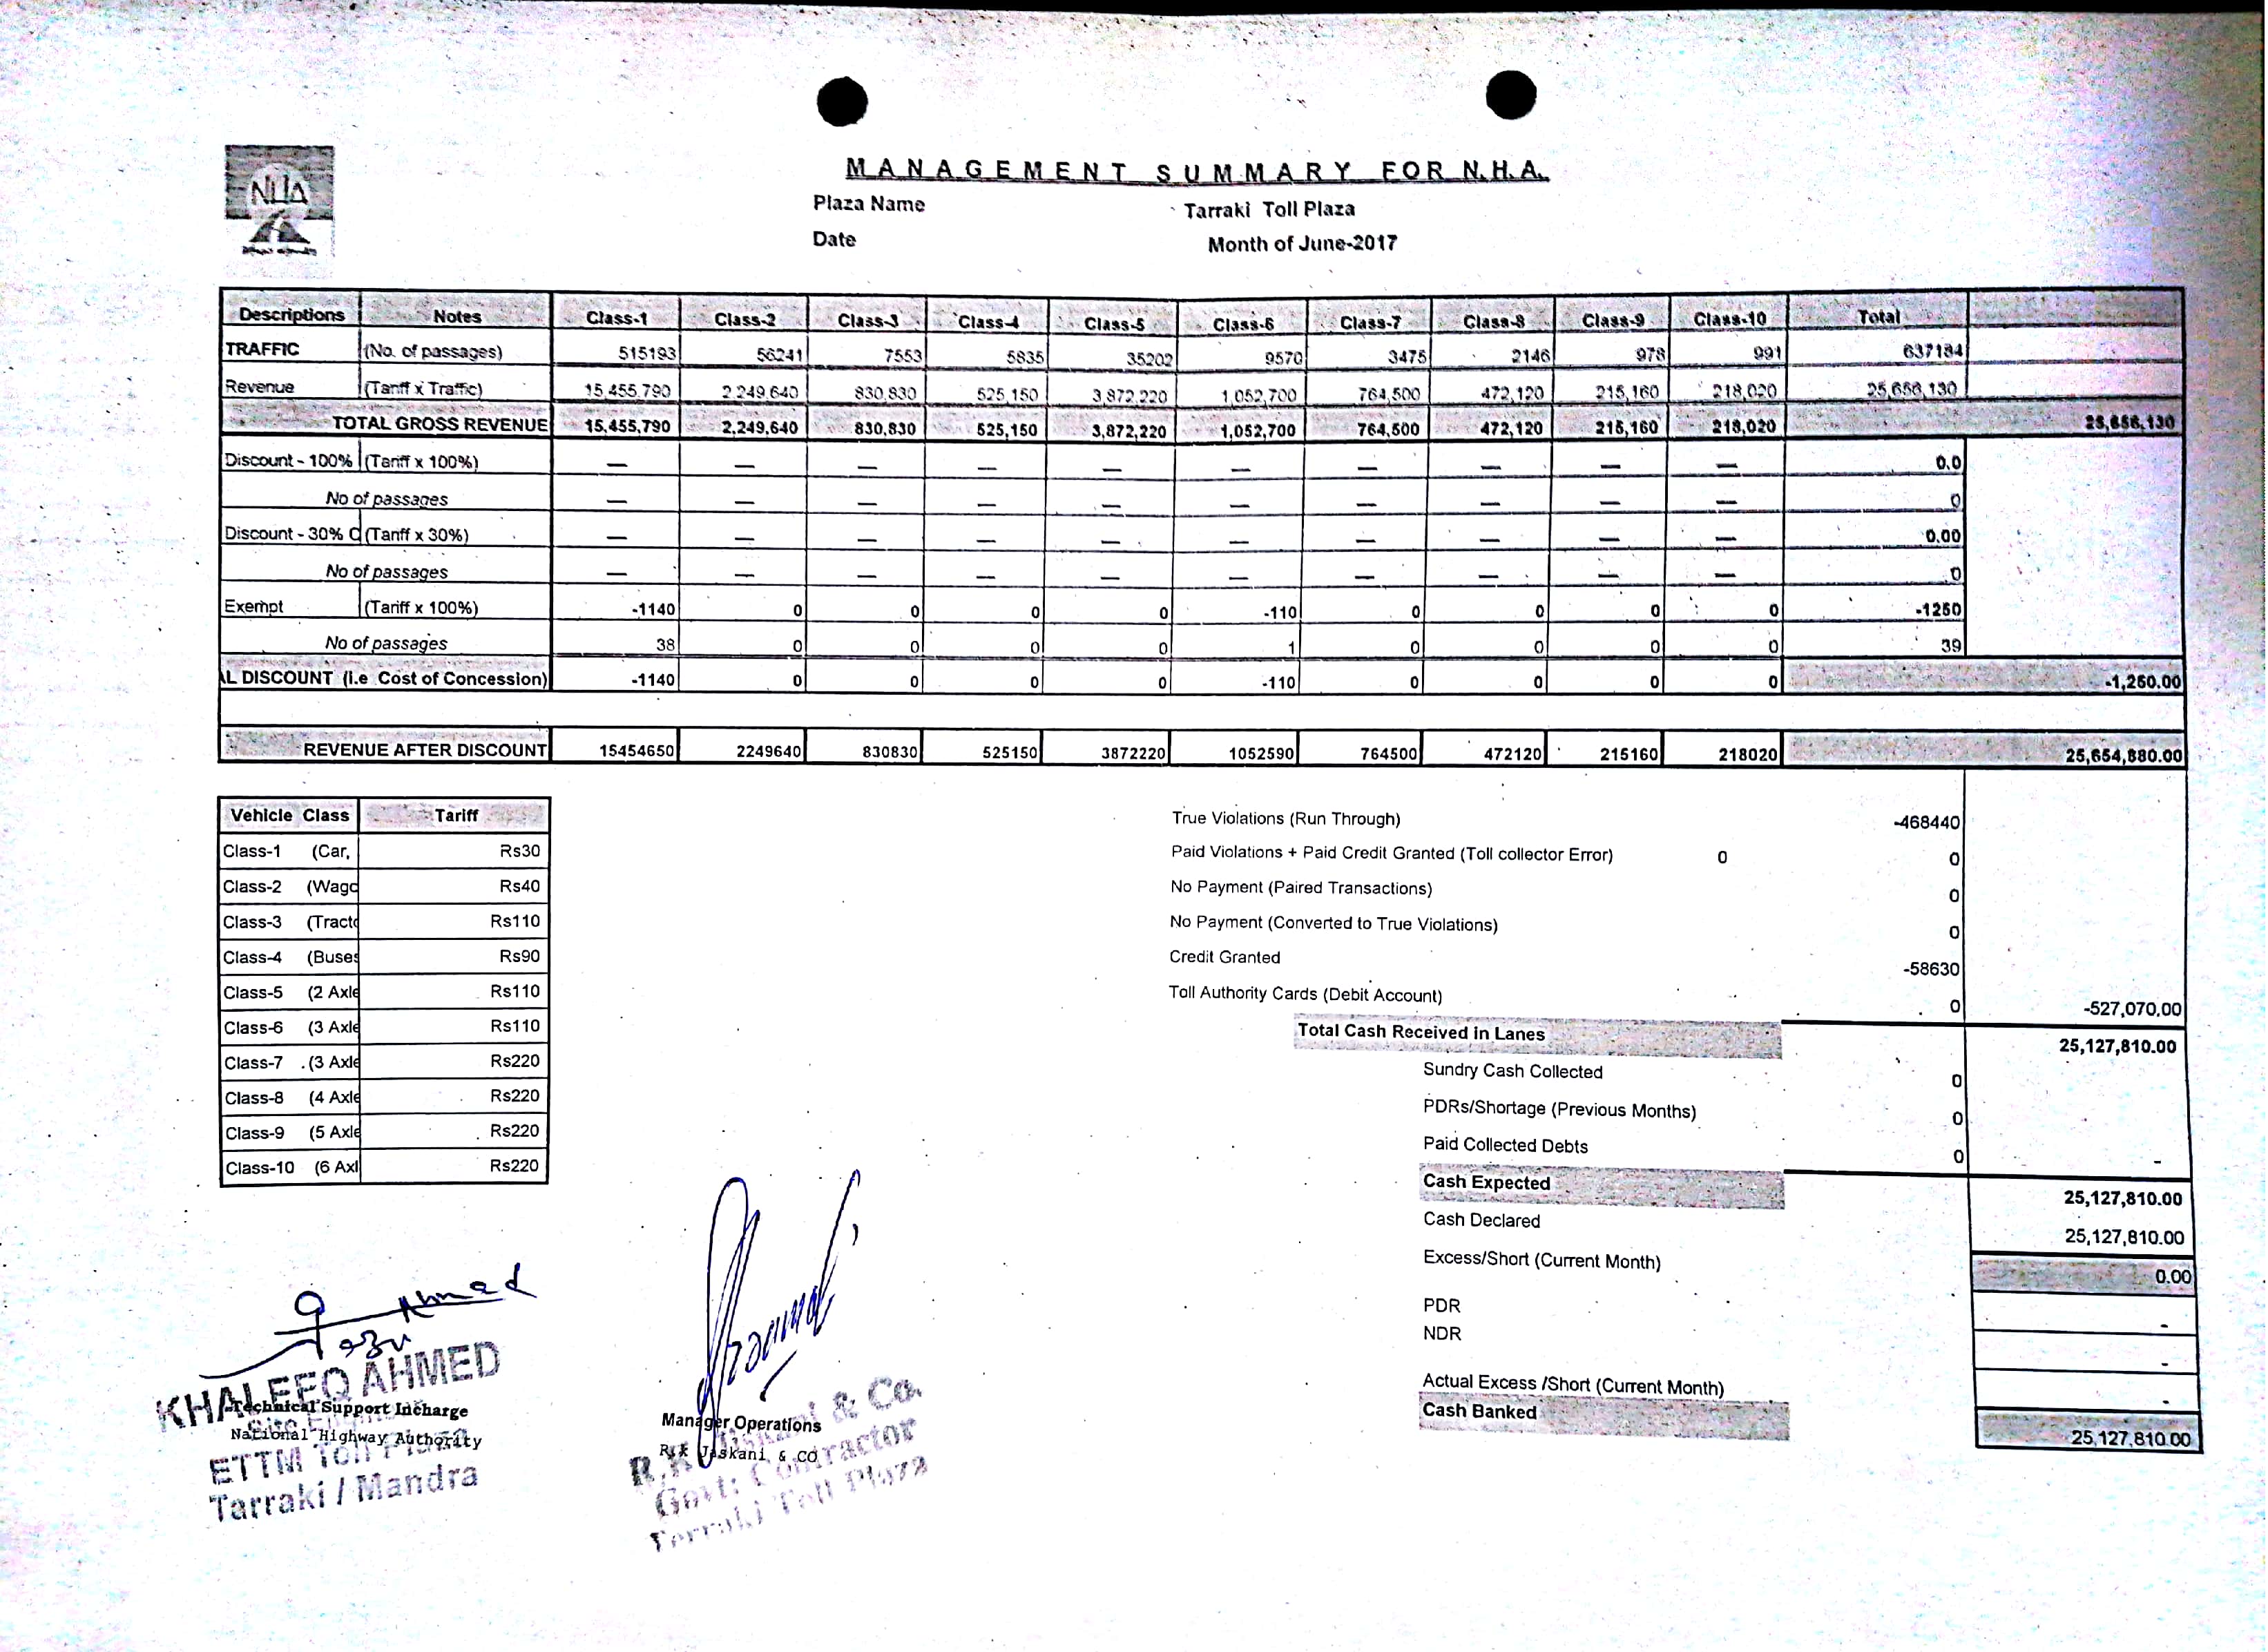 NHA
MANAGEMENT SUMMARY FOR N.H.A.
Plaza Name Tarraki Toll Plaza
Date Month of June-2017
Descriptions Notes Class-1 Class-2 Class-3 Class-4 Class-5 Class-6 Class-7 Class-8 Class-9 Class-10 Total
TRAFFIC (No. of passages) 515193 56241 7553 5835 35202 9570 3475 2146 978 991 637184
Revenue (Tariff x Traffic) 15,455,790 2,249,640 830,830 525,150 3,872,220 1,052,700 764,500 472,120 215,160 218,020 25,656,130
TOTAL GROSS REVENUE 15,455,790 2,249,640 830,830 525,150 3,872,220 1,052,700 764,500 472,120 215,160 218,020 25,656,130
Discount - 100% (Tariff x 100%) — — — — — — — — — — 0.0
No of passages — — — — — — — — — — 0
Discount - 30% C (Tariff x 30%) — — — — — — — — — — 0.00
No of passages — — — — — — — — — — 0
Exempt (Tariff x 100%) -1140 0 0 0 0 -110 0 0 0 0 -1250
No of passages 38 0 0 0 0 1 0 0 0 0 39
AL DISCOUNT (i.e Cost of Concession) -1140 0 0 0 0 -110 0 0 0 0 -1,250.00
REVENUE AFTER DISCOUNT 15454650 2249640 830830 525150 3872220 1052590 764500 472120 215160 218020 25,654,880.00
Vehicle Class Tariff
Class-1 (Car, Rs30
Class-2 (Wago Rs40
Class-3 (Tracto Rs110
Class-4 (Buses Rs90
Class-5 (2 Axle Rs110
Class-6 (3 Axle Rs110
Class-7 (3 Axle Rs220
Class-8 (4 Axle Rs220
Class-9 (5 Axle Rs220
Class-10 (6 Axl Rs220
True Violations (Run Through) -468440
Paid Violations + Paid Credit Granted (Toll collector Error) 0 0
No Payment (Paired Transactions) 0
No Payment (Converted to True Violations) 0
Credit Granted -58630
Toll Authority Cards (Debit Account) 0 -527,070.00
Total Cash Received in Lanes 25,127,810.00
Sundry Cash Collected 0
PDRs/Shortage (Previous Months) 0
Paid Collected Debts 0 -
Cash Expected 25,127,810.00
Cash Declared 25,127,810.00
Excess/Short (Current Month) 0.00
PDR -
NDR -
Actual Excess /Short (Current Month) -
Cash Banked 25,127,810.00
Ahmed
KHALEEQ AHMED
Technical Support Incharge
National Highway Authority
ETTM Toll Plaza
Tarraki / Mandra
Manager Operations
R.K Jaskani & CO
R.K Jaskani & Co.
Govt: Contractor
Tarraki Toll Plaza